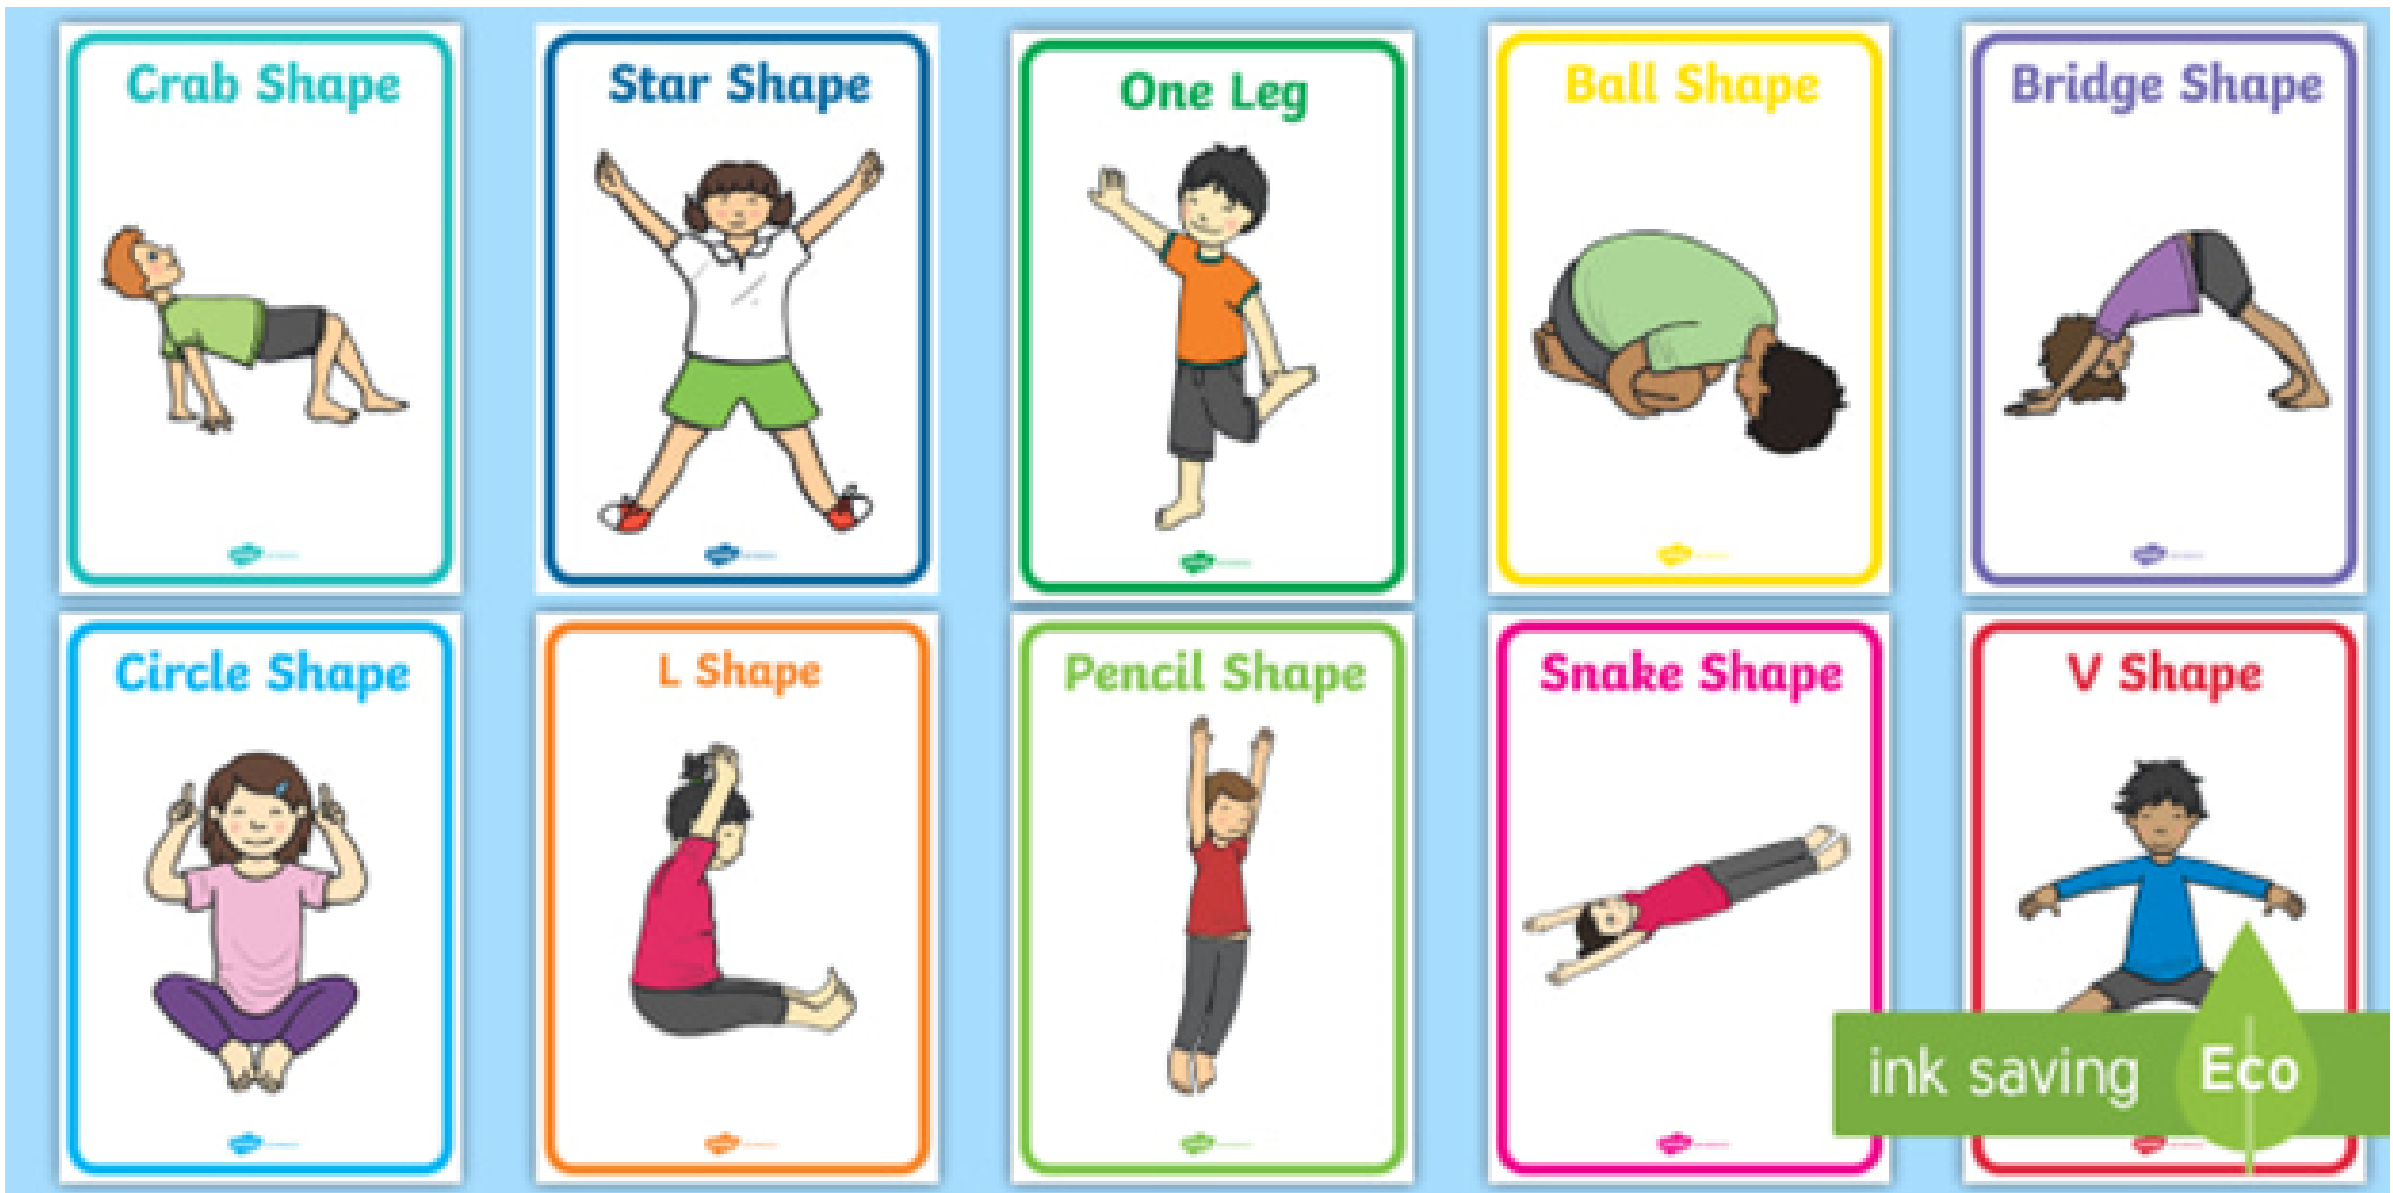 Crab Shape
Star Shape
One Leg
Ball Shape
Bridge Shape
Circle Shape
L Shape
Pencil Shape
Snake Shape
V Shape
ink saving
Eco